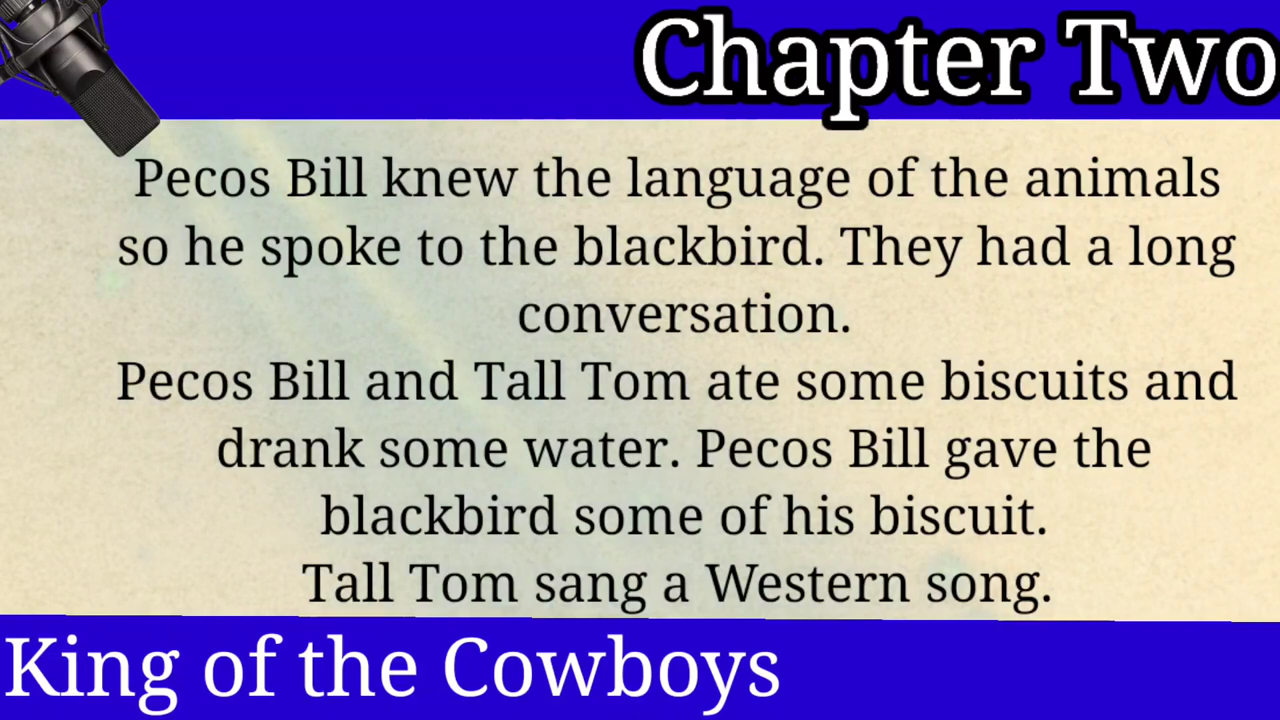 Chapter Two
Pecos Bill knew the language of the animals
so he spoke to the blackbird. They had a long
conversation.
Pecos Bill and Tall Tom ate some biscuits and
drank some water. Pecos Bill gave the
blackbird some of his biscuit.
Tall Tom sang a Western song.
King of the Cowboys